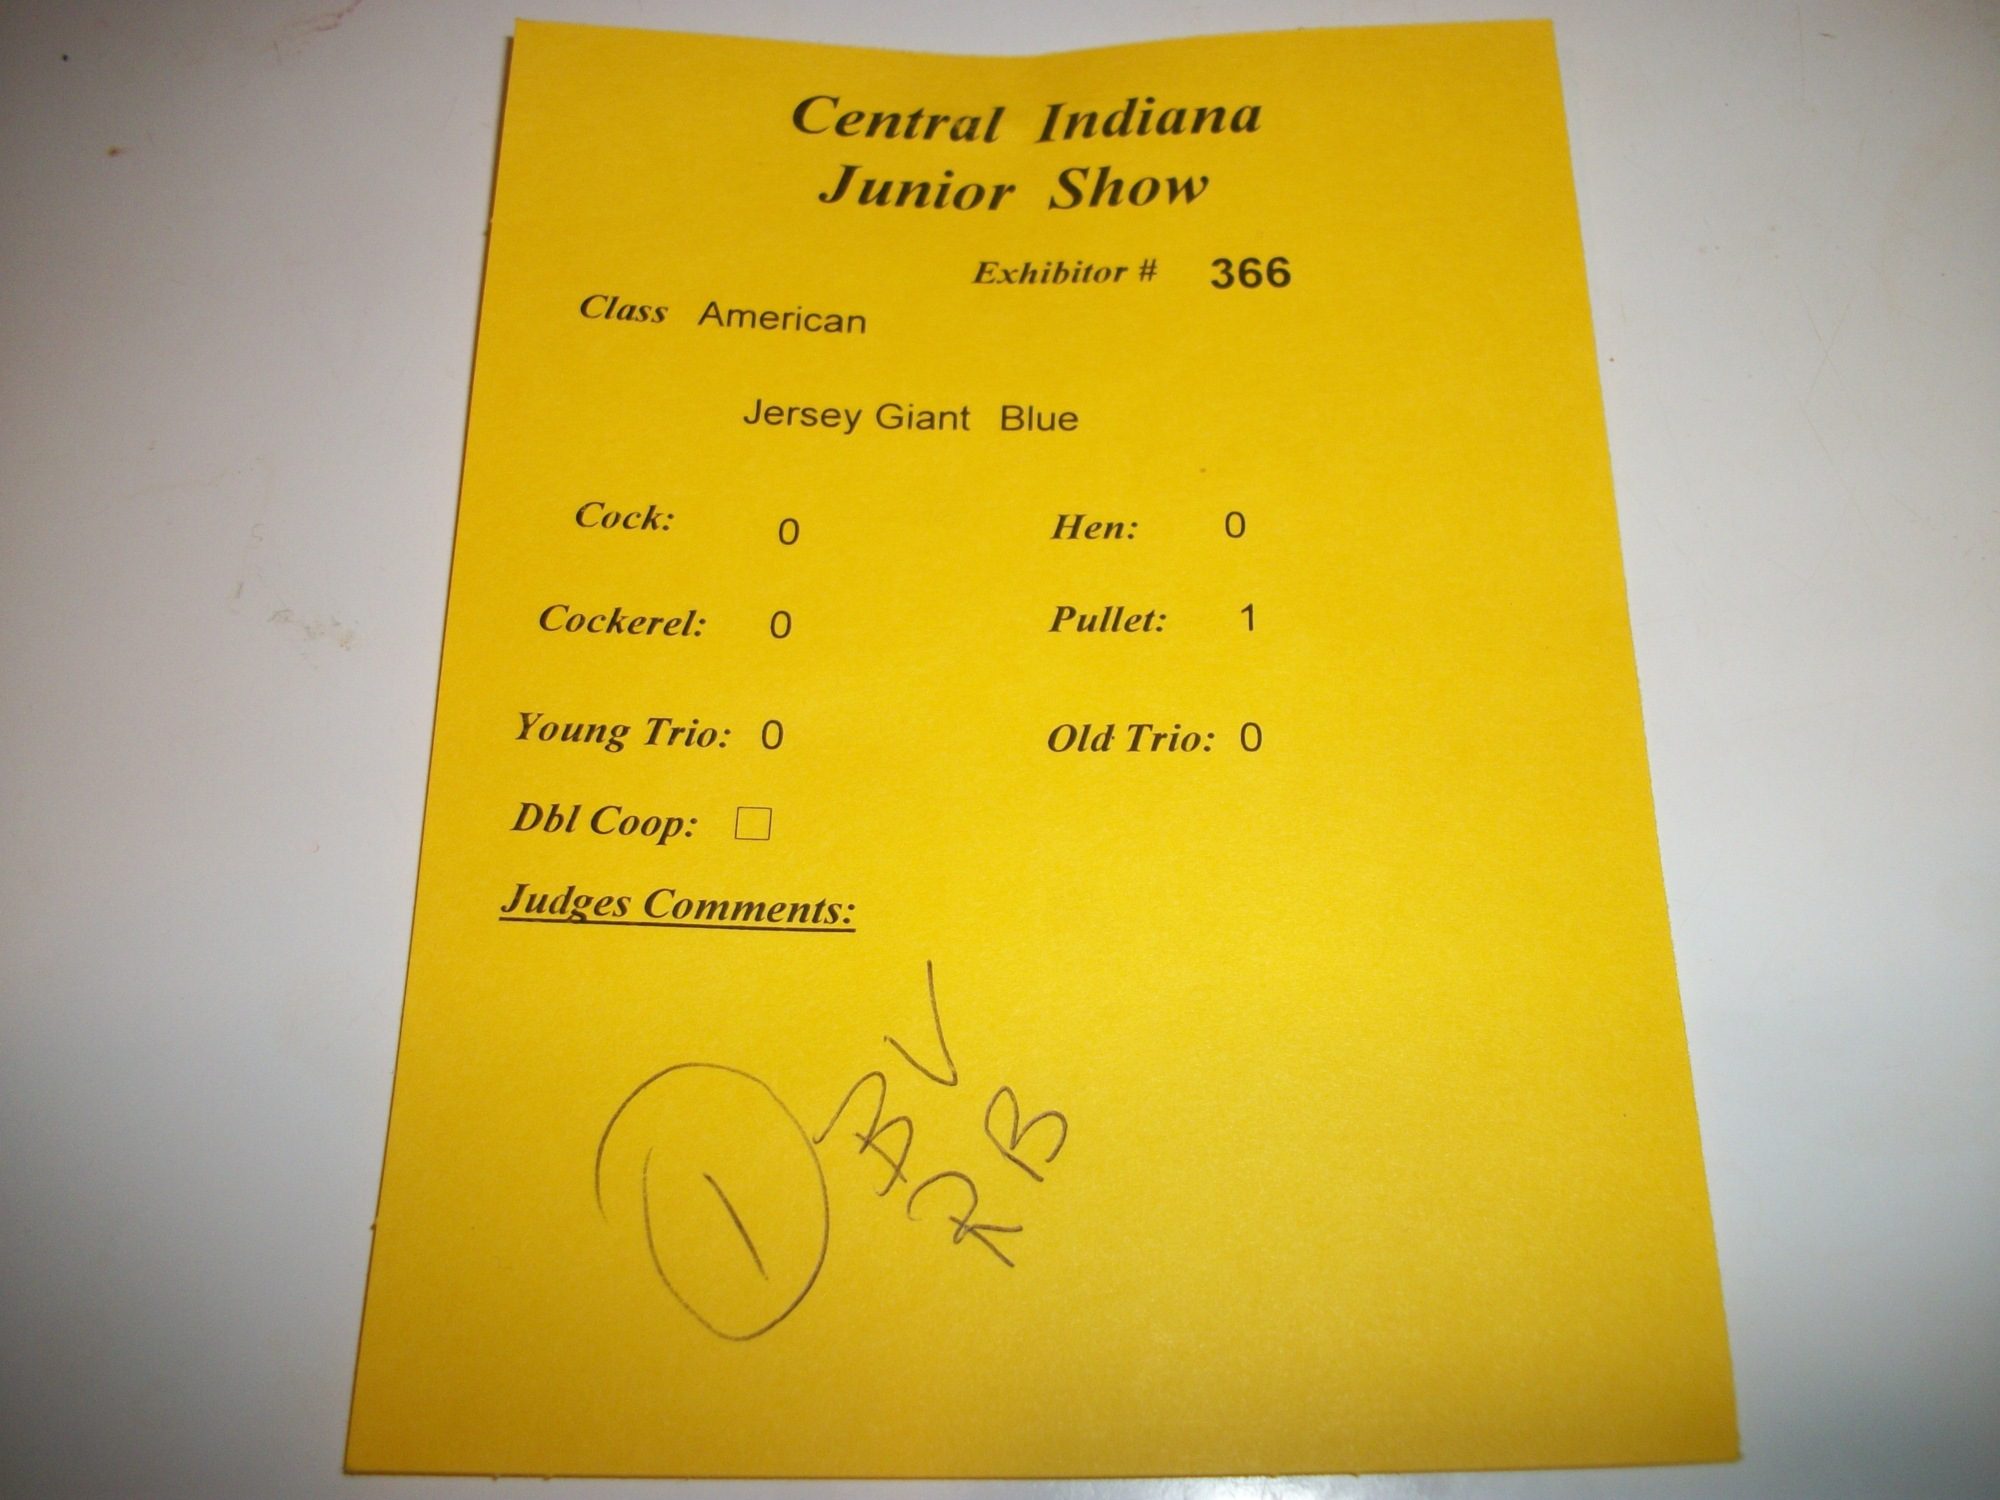 Central Indiana
Junior Show
Exhibitor # 366
Class American
Jersey Giant Blue
Cock: 0 Hen: 0
Cockerel: 0 Pullet: 1
Young Trio: 0 Old Trio: 0
Dbl Coop:
Judges Comments:
1 BV
RB